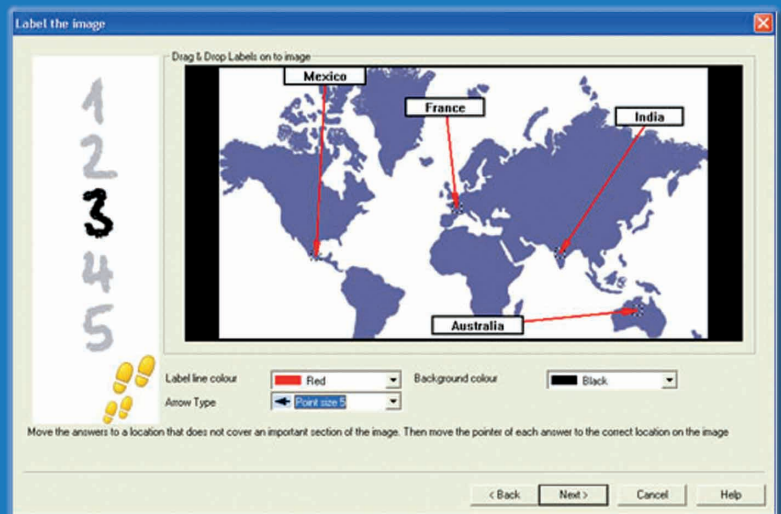 Label the image
Drag & Drop Labels on to image
1
2
3
4
5
Mexico
France
India
Australia
Label line colour Red Background colour Black
Arrow Type Point size 5
Move the answers to a location that does not cover an important section of the image. Then move the pointer of each answer to the correct location on the image
< Back Next > Cancel Help